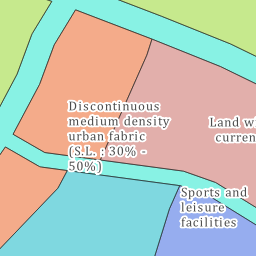 Discontinuous
medium density
urban fabric
(S.L. : 30% -
50%)
Land w
curren
Sports and
leisure
facilities